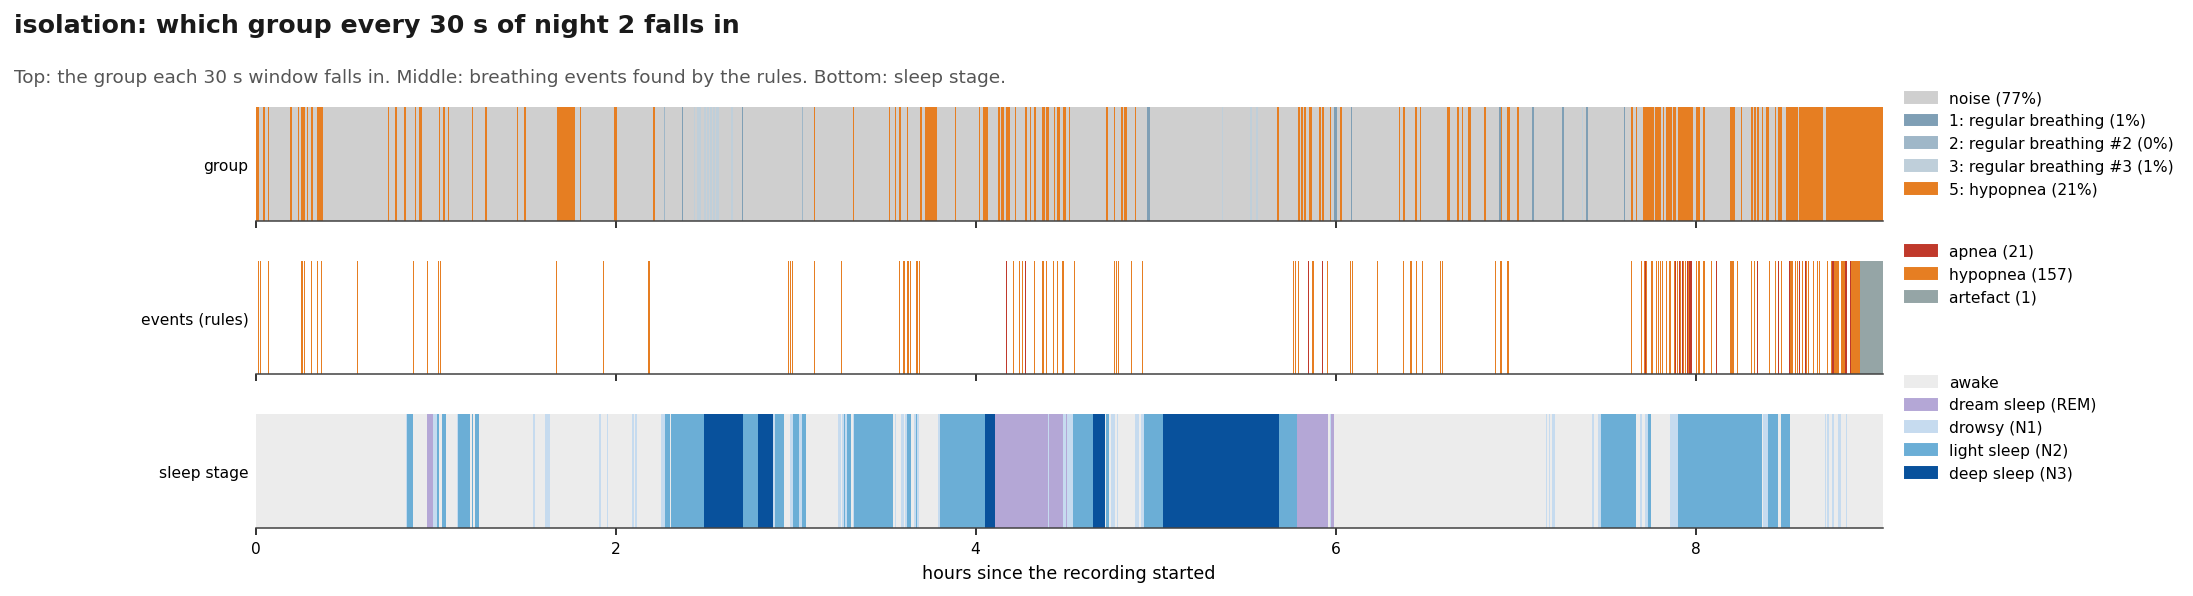 isolation: which group every 30 s of night 2 falls in
Top: the group each 30 s window falls in. Middle: breathing events found by the rules. Bottom: sleep stage.
group
noise (77%)
1: regular breathing (1%)
2: regular breathing #2 (0%)
3: regular breathing #3 (1%)
5: hypopnea (21%)
events (rules)
apnea (21)
hypopnea (157)
artefact (1)
sleep stage
awake
dream sleep (REM)
drowsy (N1)
light sleep (N2)
deep sleep (N3)
0 2 4 6 8
hours since the recording started